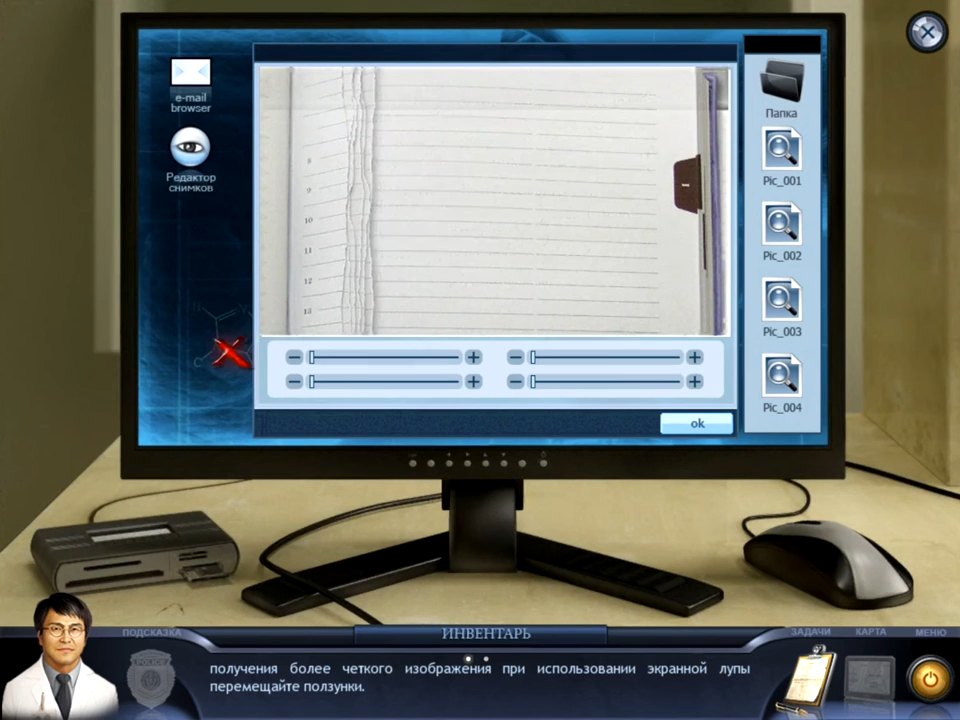 e-mail
browser
Редактор
снимков
8
9
10
11
12
13
Папка
Pic_001
Pic_002
Pic_003
Pic_004
ok
ПОДСКАЗКА
ИНВЕНТАРЬ
ЗАДАЧИ
КАРТА
МЕНЮ
POLICE
получения более четкого изображения при использовании экранной лупы
перемещайте ползунки.